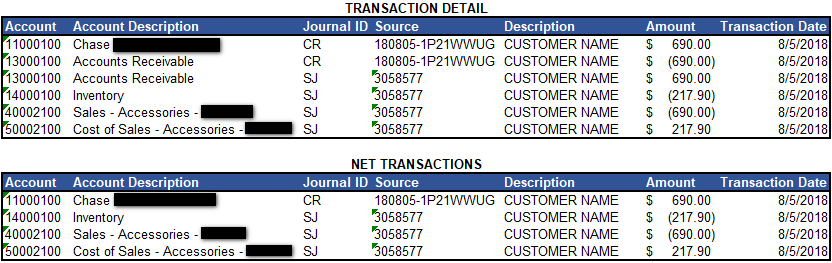 TRANSACTION DETAIL
Account Account Description Journal ID Source Description Amount Transaction Date
11000100 Chase CR 180805-1P21WWUG CUSTOMER NAME $ 690.00 8/5/2018
13000100 Accounts Receivable CR 180805-1P21WWUG CUSTOMER NAME $ (690.00) 8/5/2018
13000100 Accounts Receivable SJ 3058577 CUSTOMER NAME $ 690.00 8/5/2018
14000100 Inventory SJ 3058577 CUSTOMER NAME $ (217.90) 8/5/2018
40002100 Sales - Accessories - SJ 3058577 CUSTOMER NAME $ (690.00) 8/5/2018
50002100 Cost of Sales - Accessories - SJ 3058577 CUSTOMER NAME $ 217.90 8/5/2018
NET TRANSACTIONS
Account Account Description Journal ID Source Description Amount Transaction Date
11000100 Chase CR 180805-1P21WWUG CUSTOMER NAME $ 690.00 8/5/2018
14000100 Inventory SJ 3058577 CUSTOMER NAME $ (217.90) 8/5/2018
40002100 Sales - Accessories - SJ 3058577 CUSTOMER NAME $ (690.00) 8/5/2018
50002100 Cost of Sales - Accessories - SJ 3058577 CUSTOMER NAME $ 217.90 8/5/2018